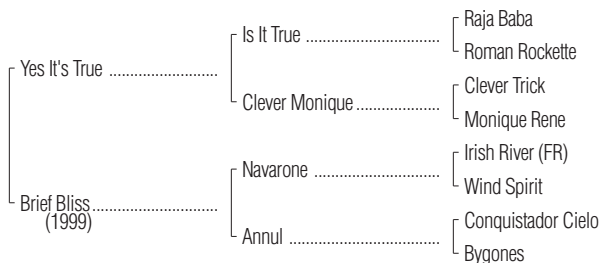 Raja Baba
Is It True
Roman Rockette
Yes It's True
Clever Trick
Clever Monique
Monique Rene
Irish River (FR)
Navarone
Wind Spirit
Brief Bliss
(1999)
Conquistador Cielo
Annul
Bygones